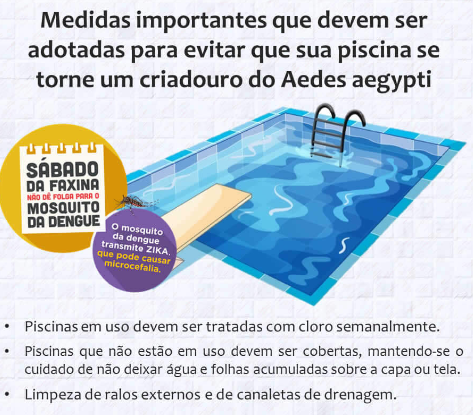 Medidas importantes que devem ser
adotadas para evitar que sua piscina se
torne um criadouro do Aedes aegypti
SÁBADO
DA FAXINA
NÃO DÊ FOLGA PARA O
MOSQUITO
DA DENGUE
O mosquito
da dengue
transmite ZIKA,
que pode causar
microcefalia.
• Piscinas em uso devem ser tratadas com cloro semanalmente.
• Piscinas que não estão em uso devem ser cobertas, mantendo-se o
cuidado de não deixar água e folhas acumuladas sobre a capa ou tela.
• Limpeza de ralos externos e de canaletas de drenagem.